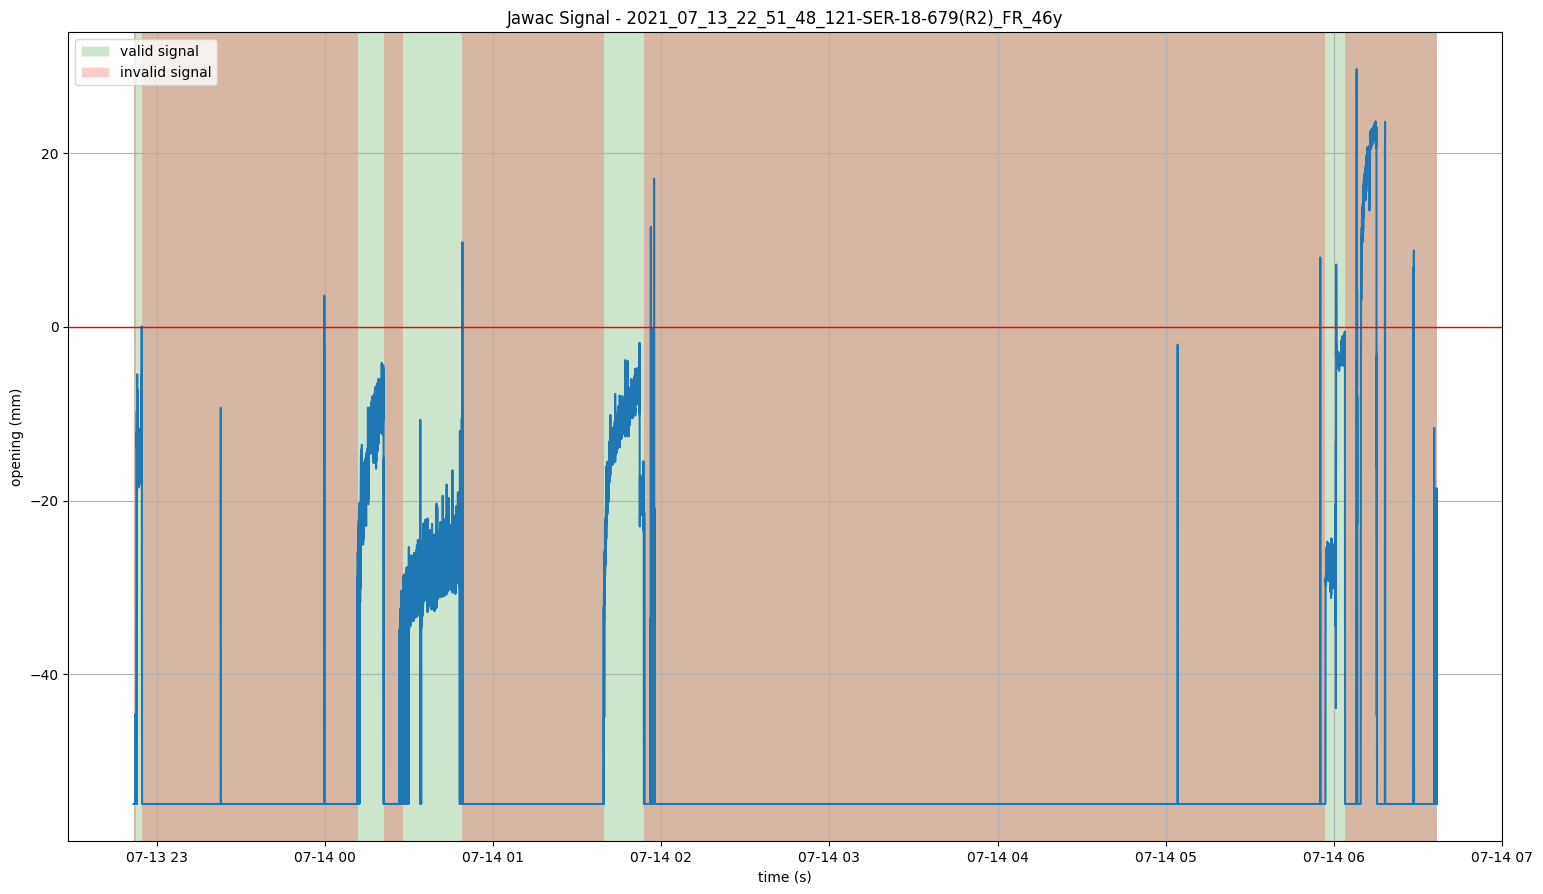 Jawac Signal - 2021_07_13_22_51_48_121-SER-18-679(R2)_FR_46y
valid signal
invalid signal
opening (mm)
20
0
−20
−40
07-13 23
07-14 00
07-14 01
07-14 02
07-14 03
07-14 04
07-14 05
07-14 06
07-14 07
time (s)